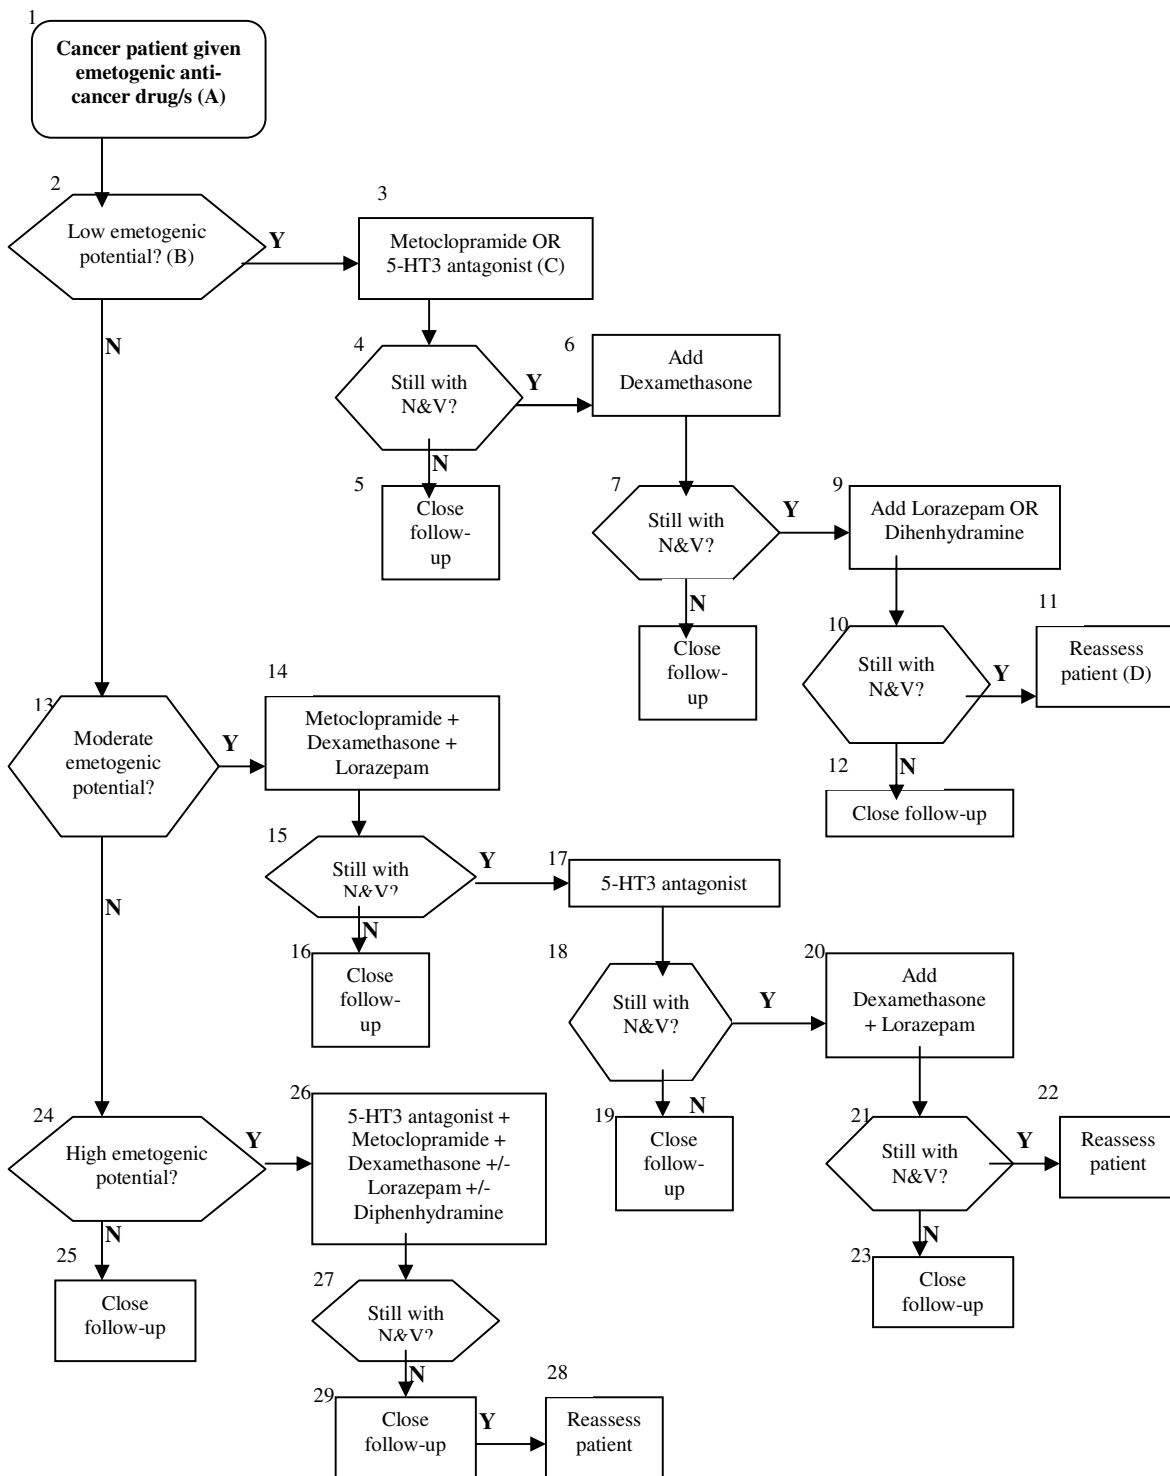 1
Cancer patient given
emetogenic anti-
cancer drug/s (A)
2
Low emetogenic
potential? (B)
Y
N
3
Metoclopramide OR
5-HT3 antagonist (C)
4
Still with
N&V?
Y
N
5
Close
follow-
up
6
Add
Dexamethasone
7
Still with
N&V?
Y
N
Close
follow-
up
9
Add Lorazepam OR
Dihenhydramine
10
Still with
N&V?
Y
N
11
Reassess
patient (D)
12
Close follow-up
13
Moderate
emetogenic
potential?
Y
N
14
Metoclopramide +
Dexamethasone +
Lorazepam
15
Still with
N&V?
Y
N
16
Close
follow-
up
17
5-HT3 antagonist
18
Still with
N&V?
Y
N
19
Close
follow-
up
20
Add
Dexamethasone
+ Lorazepam
21
Still with
N&V?
Y
N
22
Reassess
patient
23
Close
follow-up
24
High emetogenic
potential?
Y
N
25
Close
follow-up
26
5-HT3 antagonist +
Metoclopramide +
Dexamethasone +/-
Lorazepam +/-
Diphenhydramine
27
Still with
N&V?
N
29
Close
follow-up
Y
28
Reassess
patient